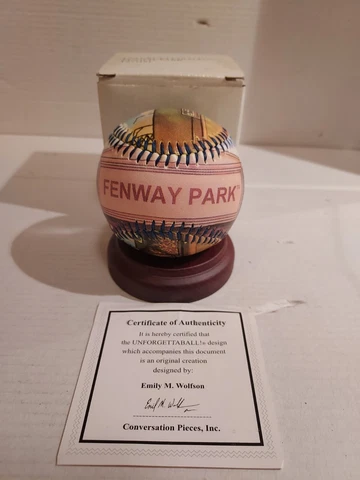 FENWAY PARK™
Certificate of Authenticity
It is hereby certified that
the UNFORGETTABALL!® design
which accompanies this document
is an original creation
designed by:
Emily M. Wolfson
Conversation Pieces, Inc.